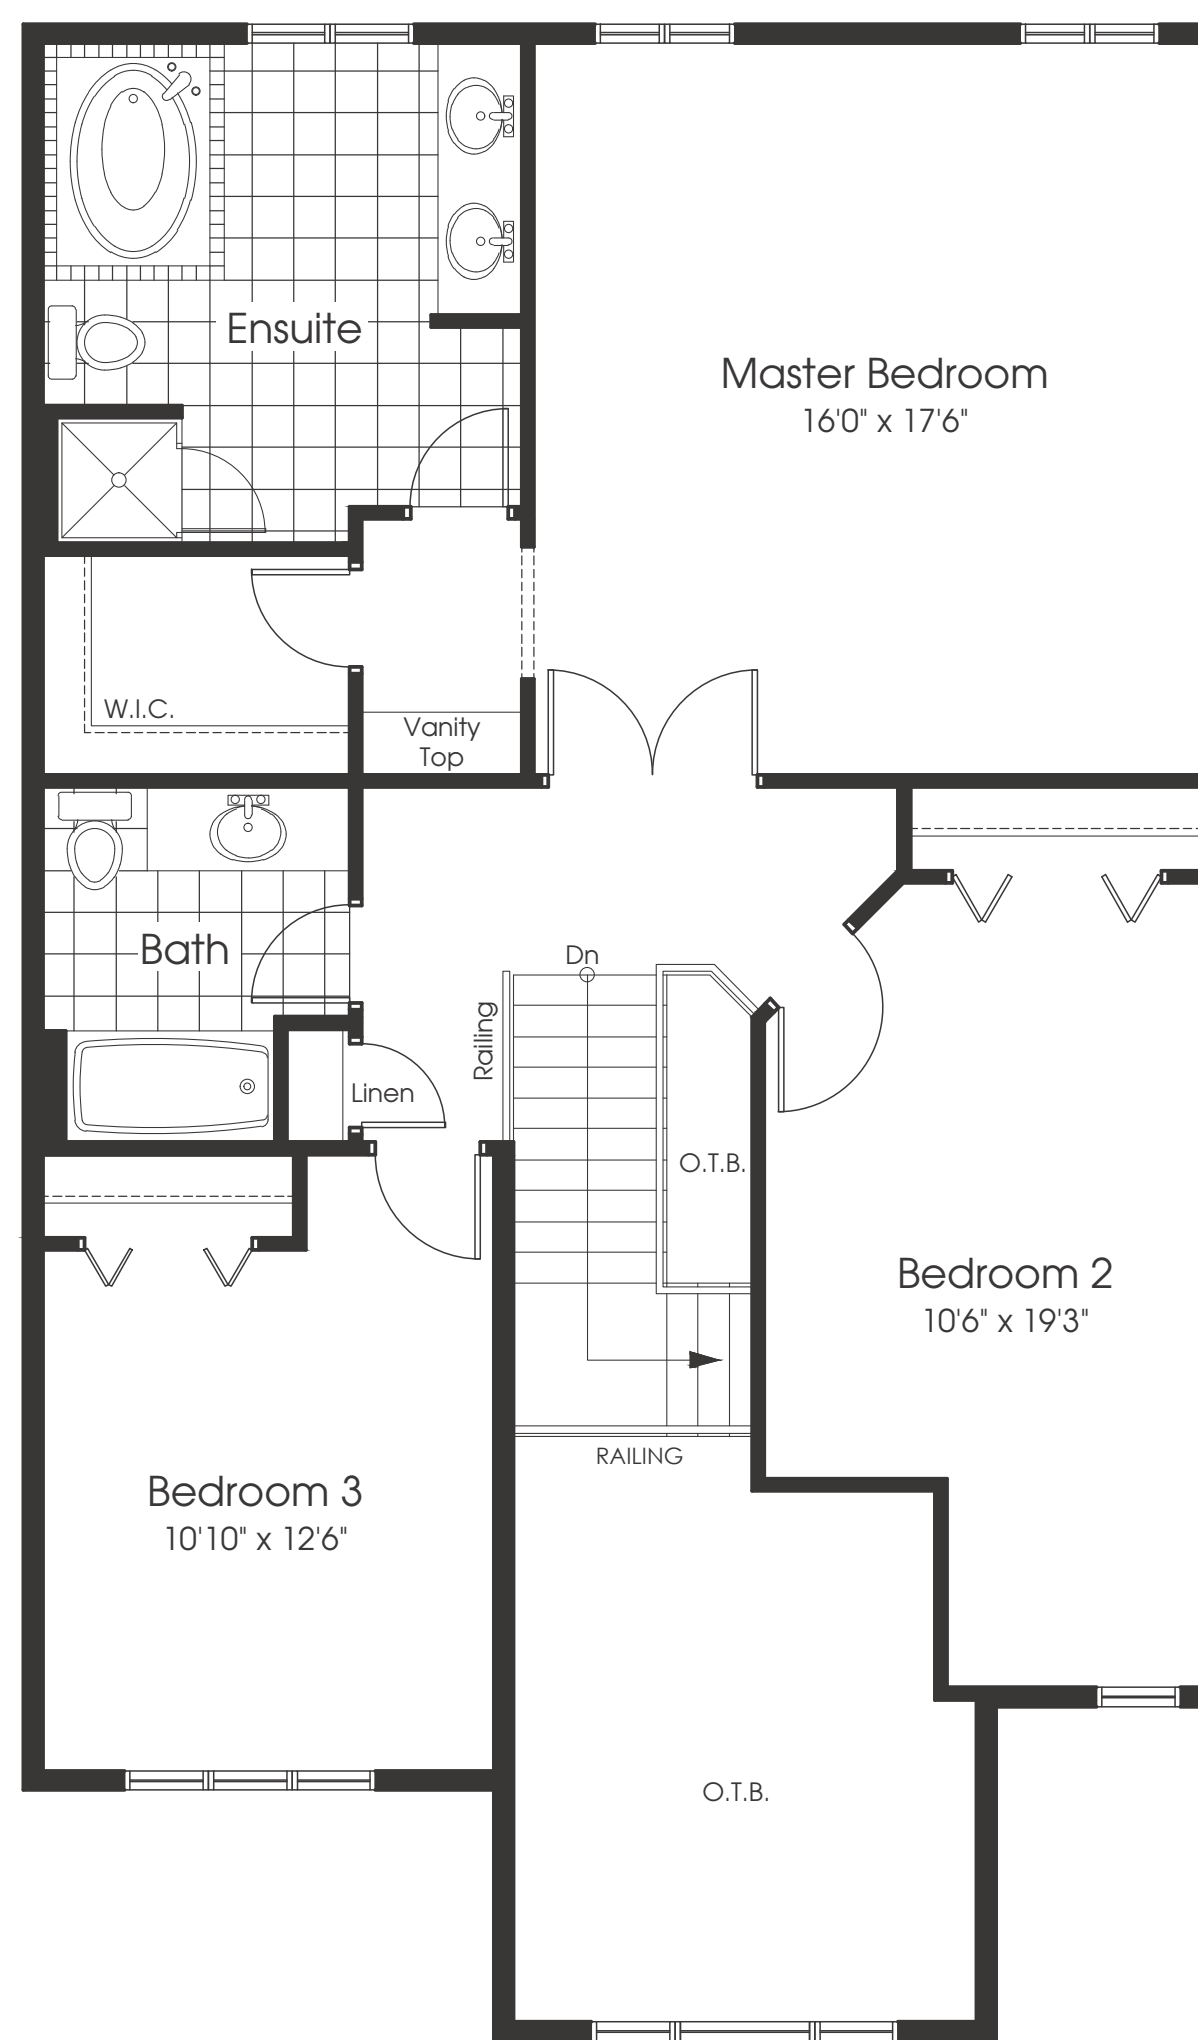 Ensuite
Master Bedroom
16'0" x 17'6"
W.I.C.
Vanity
Top
Bath
Dn
Railing
Linen
O.T.B.
Bedroom 2
10'6" x 19'3"
RAILING
Bedroom 3
10'10" x 12'6"
O.T.B.